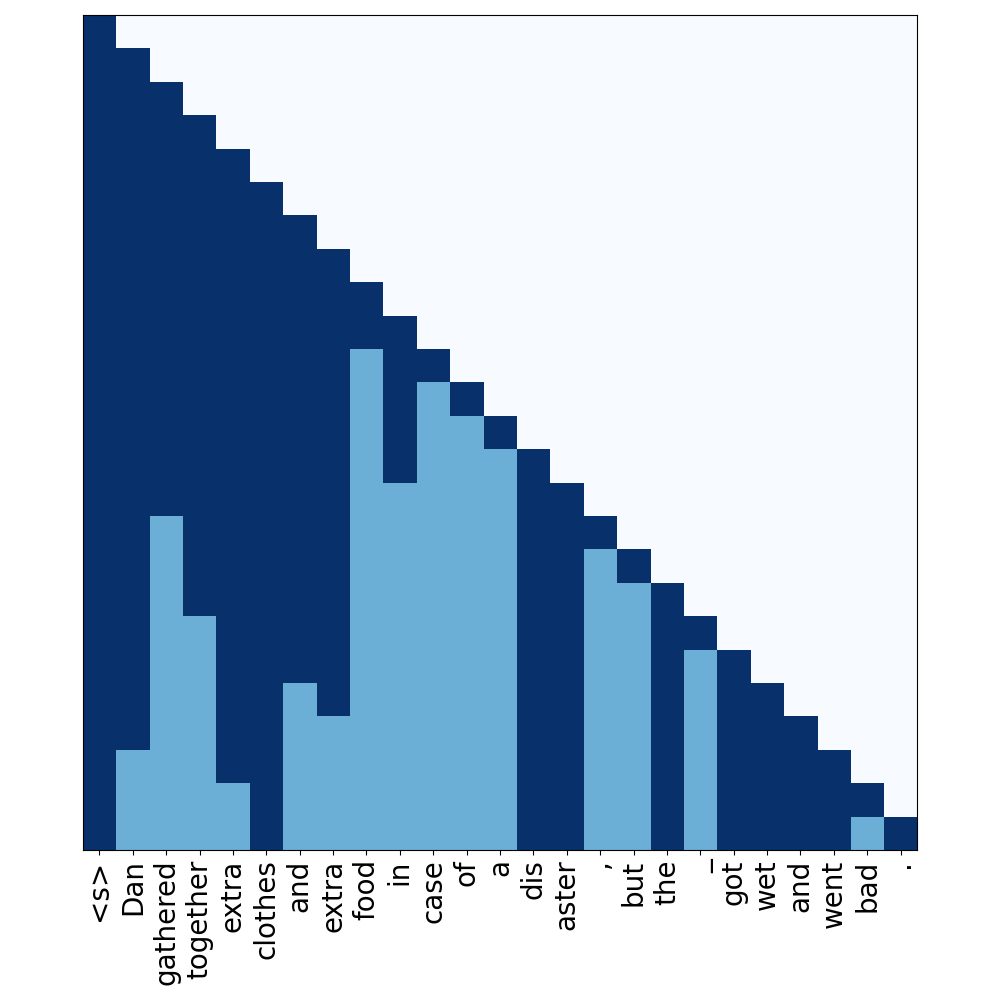 <s> Dan gathered together extra clothes and extra food in case of a dis aster , but the _ got wet and and went bad .